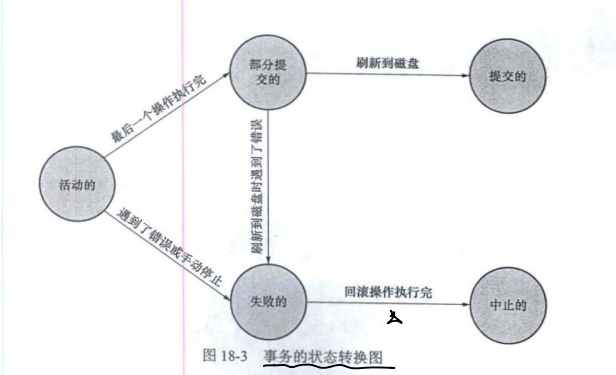 部分提
交的
刷新到磁盘
提交的
最后一个操作执行完
刷新到磁盘时遇到了错误
活动的
遇到了错误或手动停止
失败的
回滚操作执行完
中止的
图 18-3 事务的状态转换图